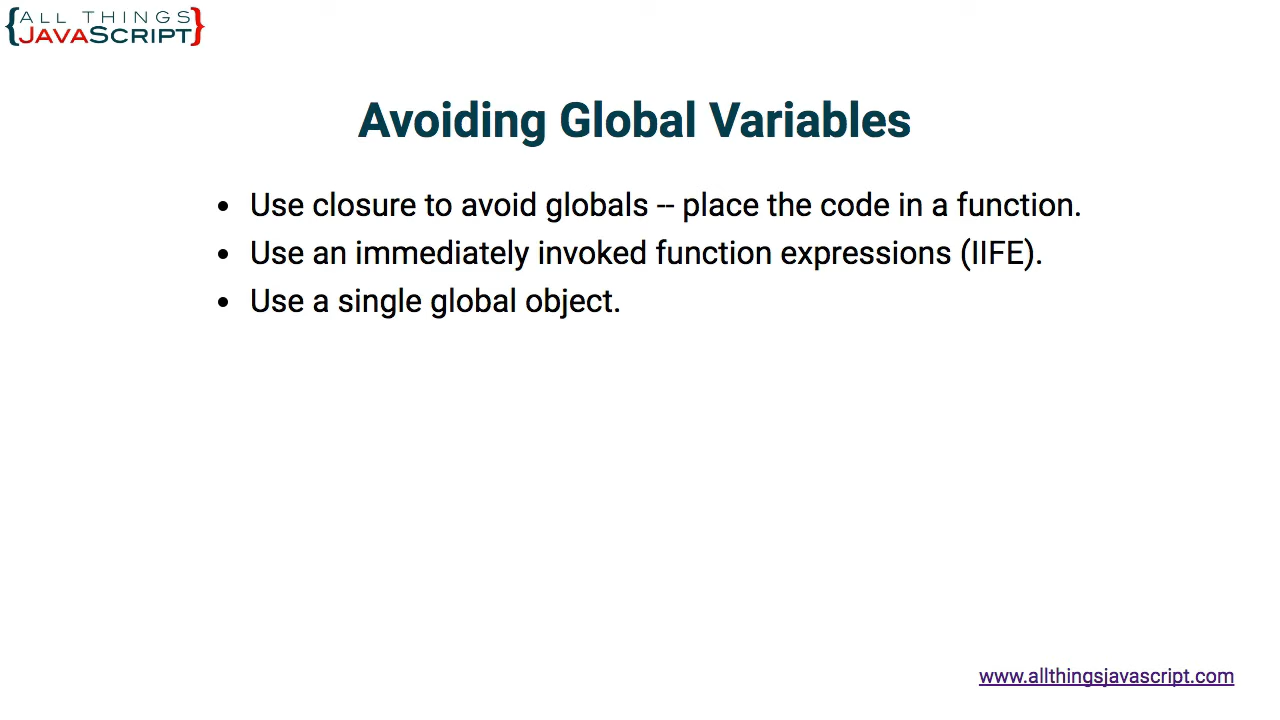 {ALL THINGS
JAVASCRIPT}
Avoiding Global Variables
• Use closure to avoid globals -- place the code in a function.
• Use an immediately invoked function expressions (IIFE).
• Use a single global object.
www.allthingsjavascript.com